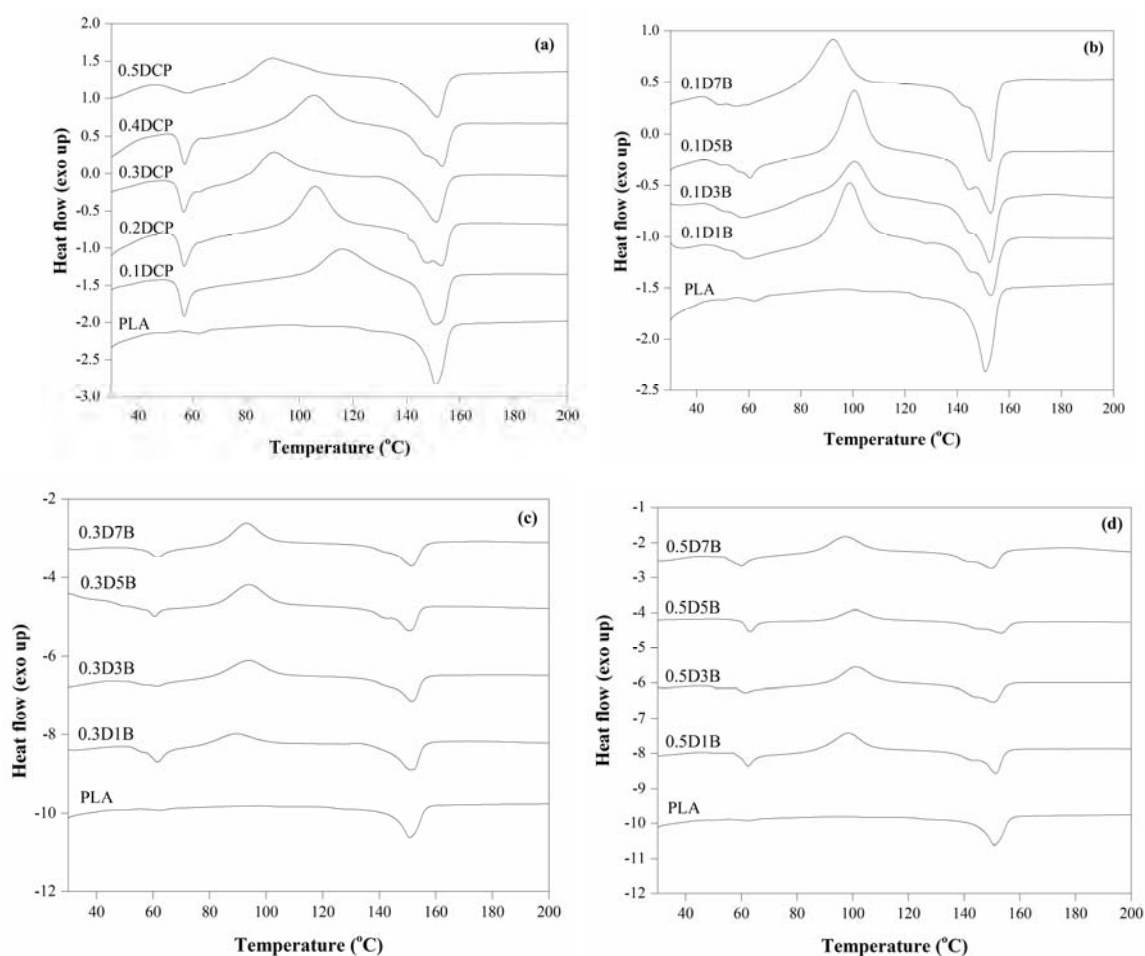 (a)
2.0
1.5
1.0
0.5
0.0
-0.5
-1.0
-1.5
-2.0
-2.5
-3.0
Heat flow (exo up)
0.5DCP
0.4DCP
0.3DCP
0.2DCP
0.1DCP
PLA
40 60 80 100 120 140 160 180 200
Temperature (°C)
(b)
1.0
0.5
0.0
-0.5
-1.0
-1.5
-2.0
-2.5
Heat flow (exo up)
0.1D7B
0.1D5B
0.1D3B
0.1D1B
PLA
40 60 80 100 120 140 160 180 200
Temperature (°C)
(c)
-2
-4
-6
-8
-10
-12
Heat flow (exo up)
0.3D7B
0.3D5B
0.3D3B
0.3D1B
PLA
40 60 80 100 120 140 160 180 200
Temperature (°C)
(d)
-1
-2
-3
-4
-5
-6
-7
-8
-9
-10
-11
-12
Heat flow (exo up)
0.5D7B
0.5D5B
0.5D3B
0.5D1B
PLA
40 60 80 100 120 140 160 180 200
Temperature (°C)